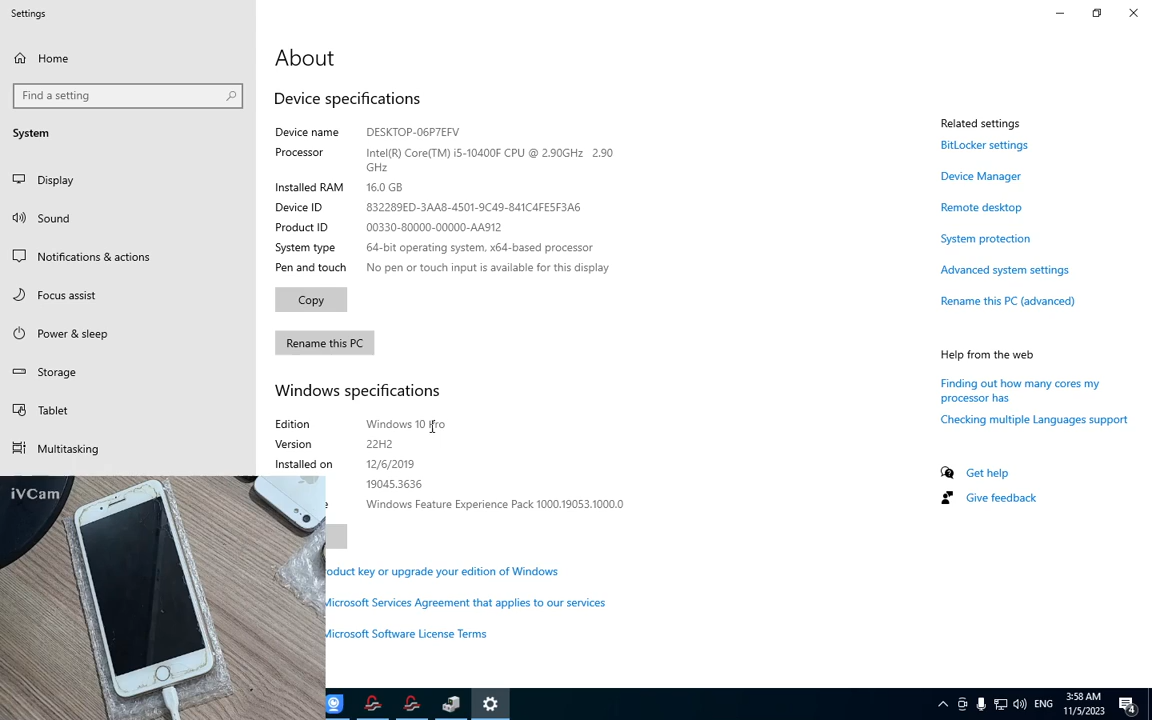 Settings
Home
Find a setting
System
Display
Sound
Notifications & actions
Focus assist
Power & sleep
Storage
Tablet
Multitasking
About
Device specifications
Device name DESKTOP-06P7EFV
Processor Intel(R) Core(TM) i5-10400F CPU @ 2.90GHz 2.90
GHz
Installed RAM 16.0 GB
Device ID 832289ED-3AA8-4501-9C49-841C4FE5F3A6
Product ID 00330-80000-00000-AA912
System type 64-bit operating system, x64-based processor
Pen and touch No pen or touch input is available for this display
Copy
Rename this PC
Windows specifications
Edition Windows 10 Pro
Version 22H2
Installed on 12/6/2019
19045.3636
Windows Feature Experience Pack 1000.19053.1000.0
oduct key or upgrade your edition of Windows
Microsoft Services Agreement that applies to our services
Microsoft Software License Terms
Related settings
BitLocker settings
Device Manager
Remote desktop
System protection
Advanced system settings
Rename this PC (advanced)
Help from the web
Finding out how many cores my
processor has
Checking multiple Languages support
Get help
Give feedback
iVCam
ENG
3:58 AM
11/5/2023
4